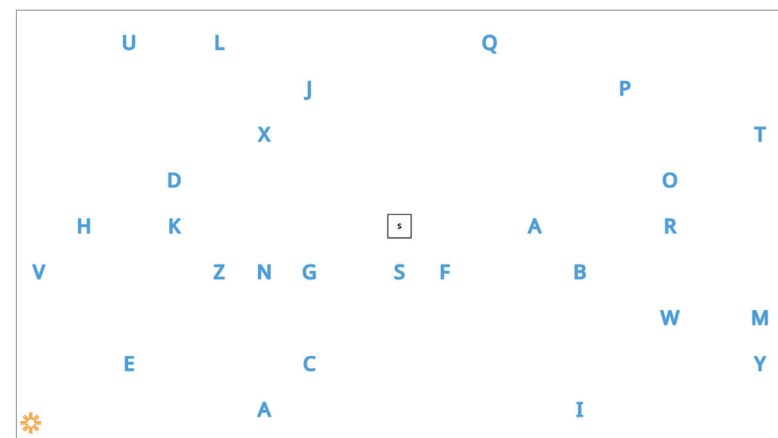 U L Q
J P
X T
D O
H K s A R
V Z N G S F B
W M
E C Y
A I